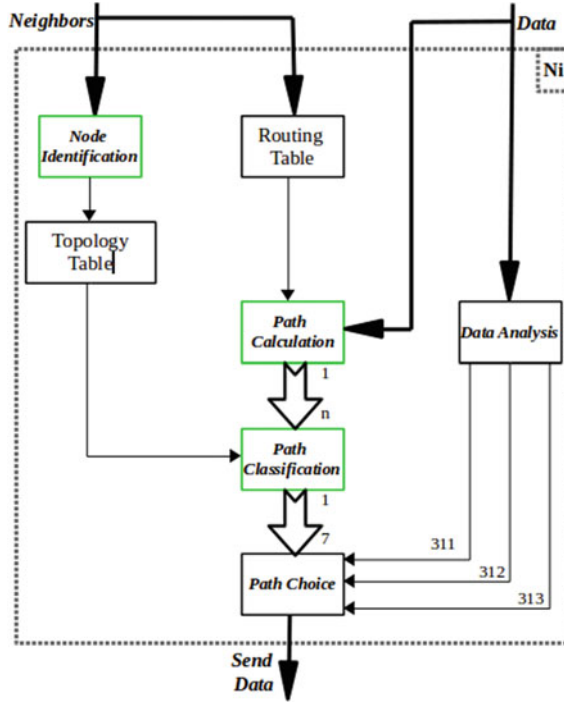 Neighbors
Data
Ni
Node
Identification
Routing
Table
Topology
Table
Path
Calculation
Data Analysis
1
n
Path
Classification
1
7
311
312
313
Path Choice
Send
Data